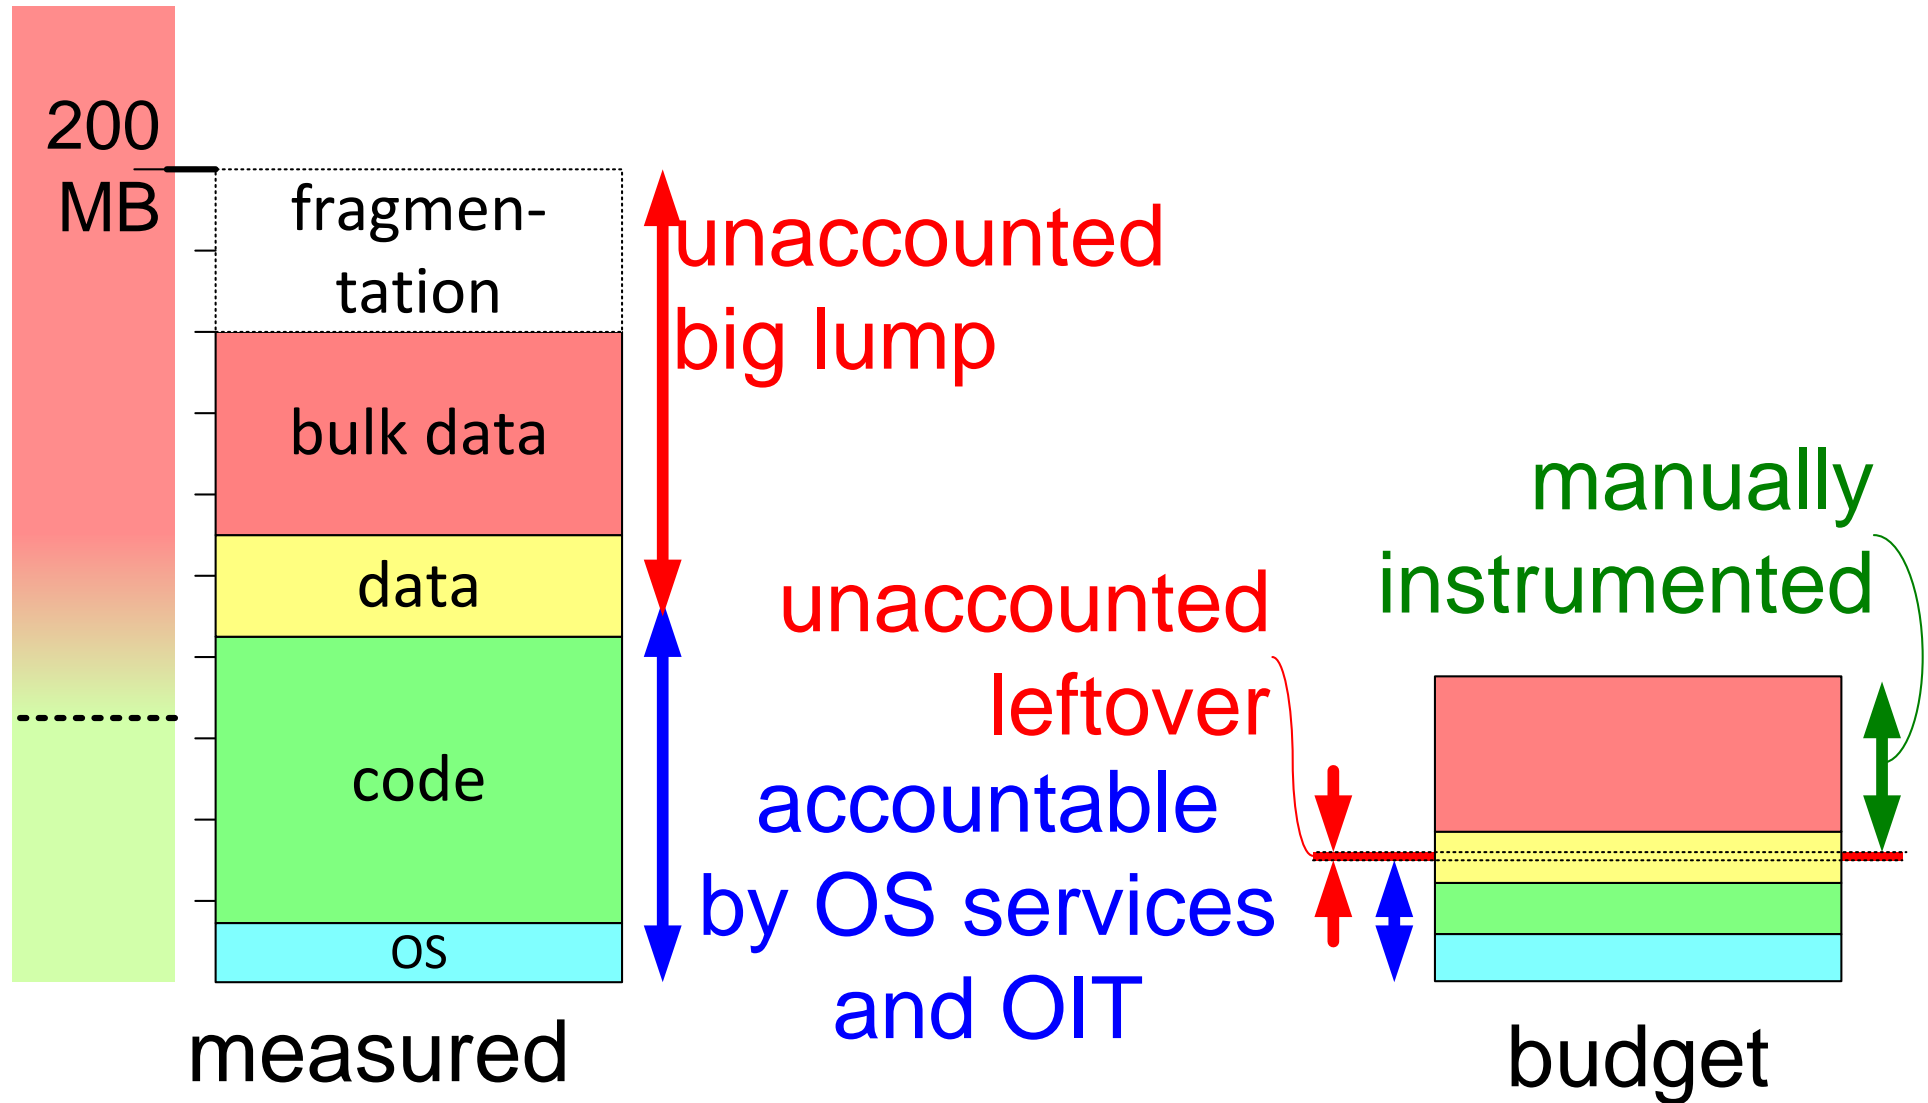 200
MB
fragmen-
tation
bulk data
data
code
OS
measured
unaccounted
big lump
unaccounted
leftover
accountable
by OS services
and OIT
manually
instrumented
budget